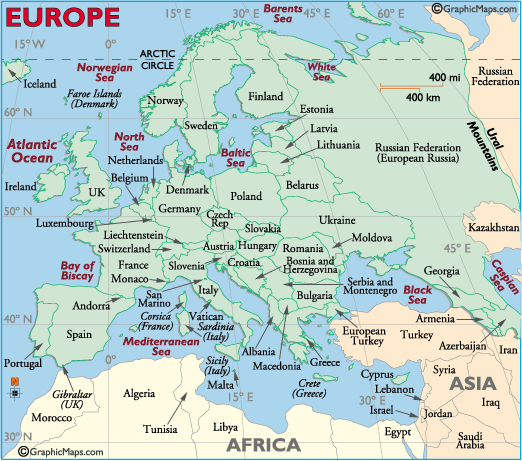 EUROPE
Barents
Sea
©GraphicMaps.com
15°W
0°
15°E
30°E
45°E
60°E
Norwegian
Sea
ARCTIC
CIRCLE
White
Sea
400 mi
400 km
Russian
Federation
Iceland
Faroe Islands
(Denmark)
Norway
Finland
60°N
Sweden
Estonia
Latvia
Lithuania
Ural
Mountains
Atlantic
Ocean
North
Sea
Netherlands
Belgium
Baltic
Sea
Russian Federation
(European Russia)
Ireland
UK
Denmark
Germany
Poland
Belarus
50°N
50°N
Luxembourg
Czech
Rep
Ukraine
Kazakhstan
Liechtenstein
Slovakia
Switzerland
Austria
Hungary
Moldova
45°E
Bay of
Biscay
France
Slovenia
Croatia
Romania
Bosnia and
Herzegovina
Georgia
Caspian
Sea
Monaco
San
Marino
Italy
Serbia and
Montenegro
Black
Sea
Andorra
Corsica
(France)
Vatican
Bulgaria
Armenia
40°N
40°N
Spain
Sardinia
(Italy)
European
Turkey
Turkey
Azerbaijan
Iran
Mediterranean
Sea
Albania
Macedonia
Greece
Portugal
0°
Sicily
(Italy)
Malta
Crete
(Greece)
Cyprus
Lebanon
Syria
ASIA
N
Gibraltar
(UK)
Algeria
15°E
30°E
Israel
Jordan
Iraq
Morocco
Tunisia
Libya
Egypt
Saudi
Arabia
30°N
30°N
AFRICA
©GraphicMaps.com